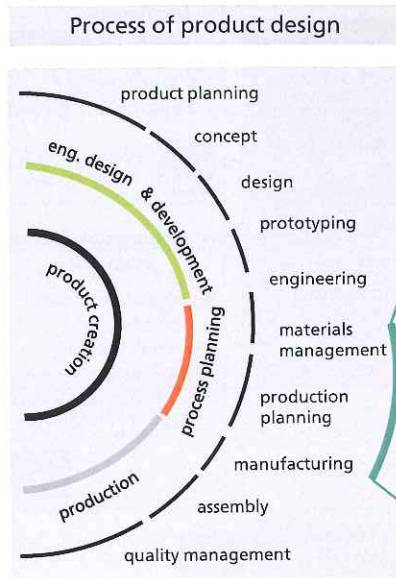 Process of product design
product planning
concept
eng. design & development
design
prototyping
product creation
engineering
materials
management
process planning
production
planning
manufacturing
production
assembly
quality management